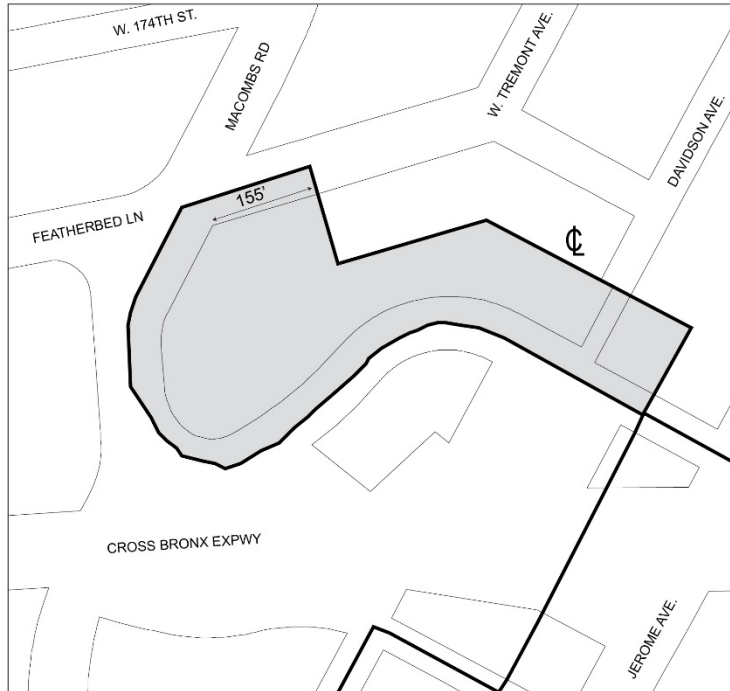 W. 174TH ST.
MACOMBS RD
W. TREMONT AVE.
DAVIDSON AVE.
155'
FEATHERBED LN
℄
CROSS BRONX EXPWY
JEROME AVE.